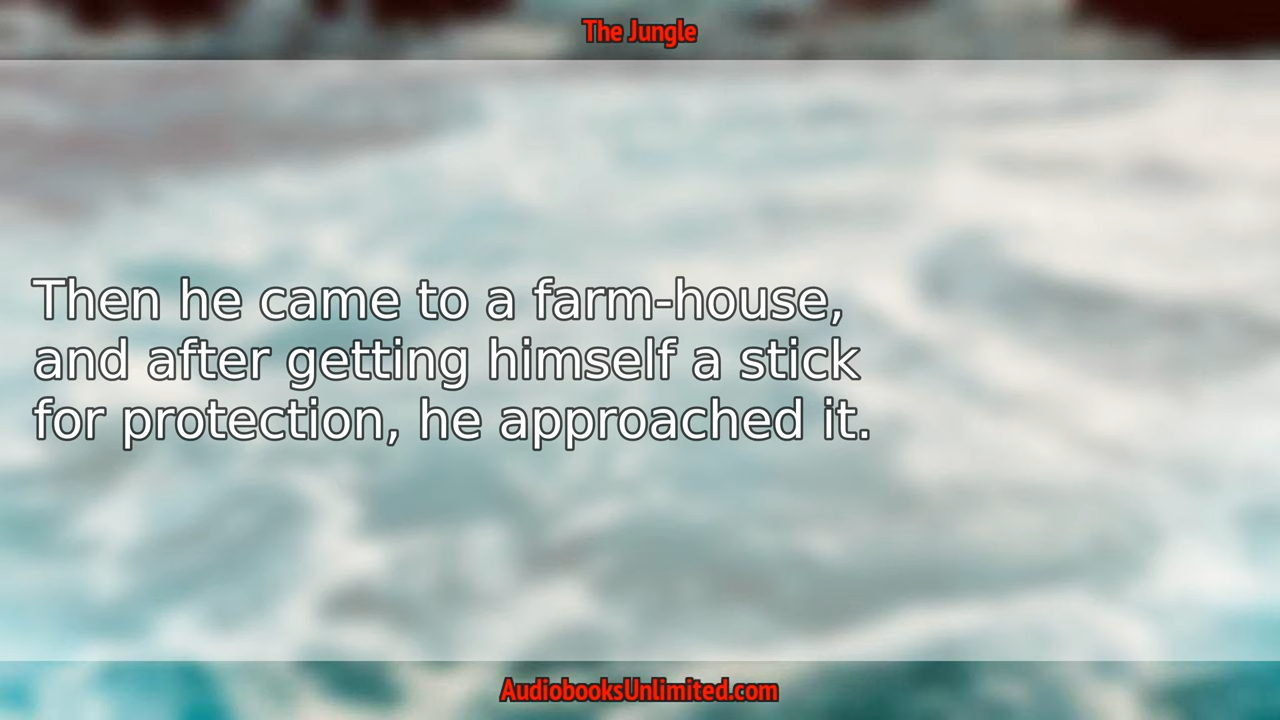 The Jungle
Then he came to a farm-house,
and after getting himself a stick
for protection, he approached it.
AudiobooksUnlimited.com